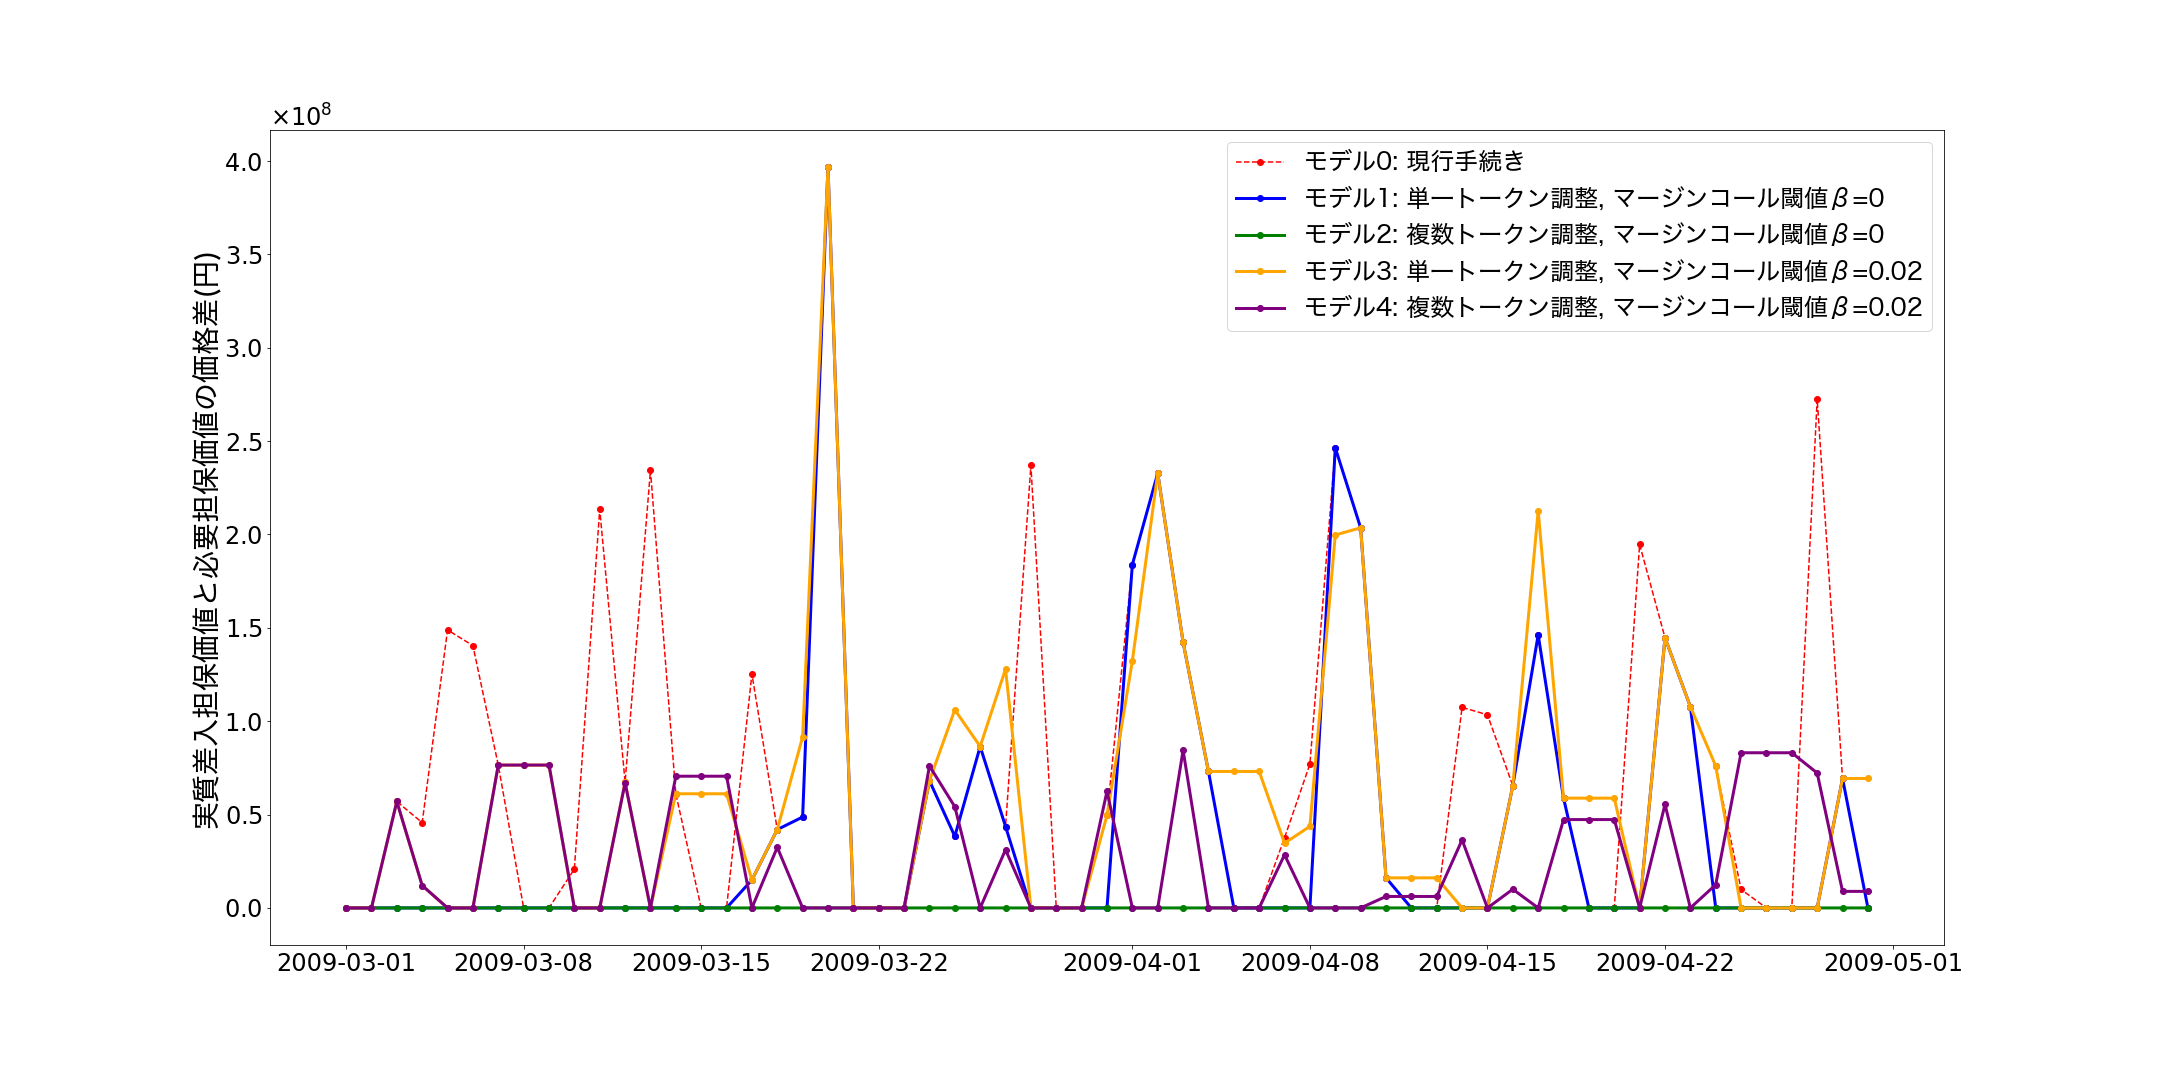 ×10⁸
4.0
3.5
3.0
2.5
2.0
1.5
1.0
0.5
0.0
実質差入担保価値と必要担保価値の価格差(円)
モデル0: 現行手続き
モデル1: 単一トークン調整, マージンコール閾値β=0
モデル2: 複数トークン調整, マージンコール閾値β=0
モデル3: 単一トークン調整, マージンコール閾値β=0.02
モデル4: 複数トークン調整, マージンコール閾値β=0.02
2009-03-01 2009-03-08 2009-03-15 2009-03-22 2009-04-01 2009-04-08 2009-04-15 2009-04-22 2009-05-01